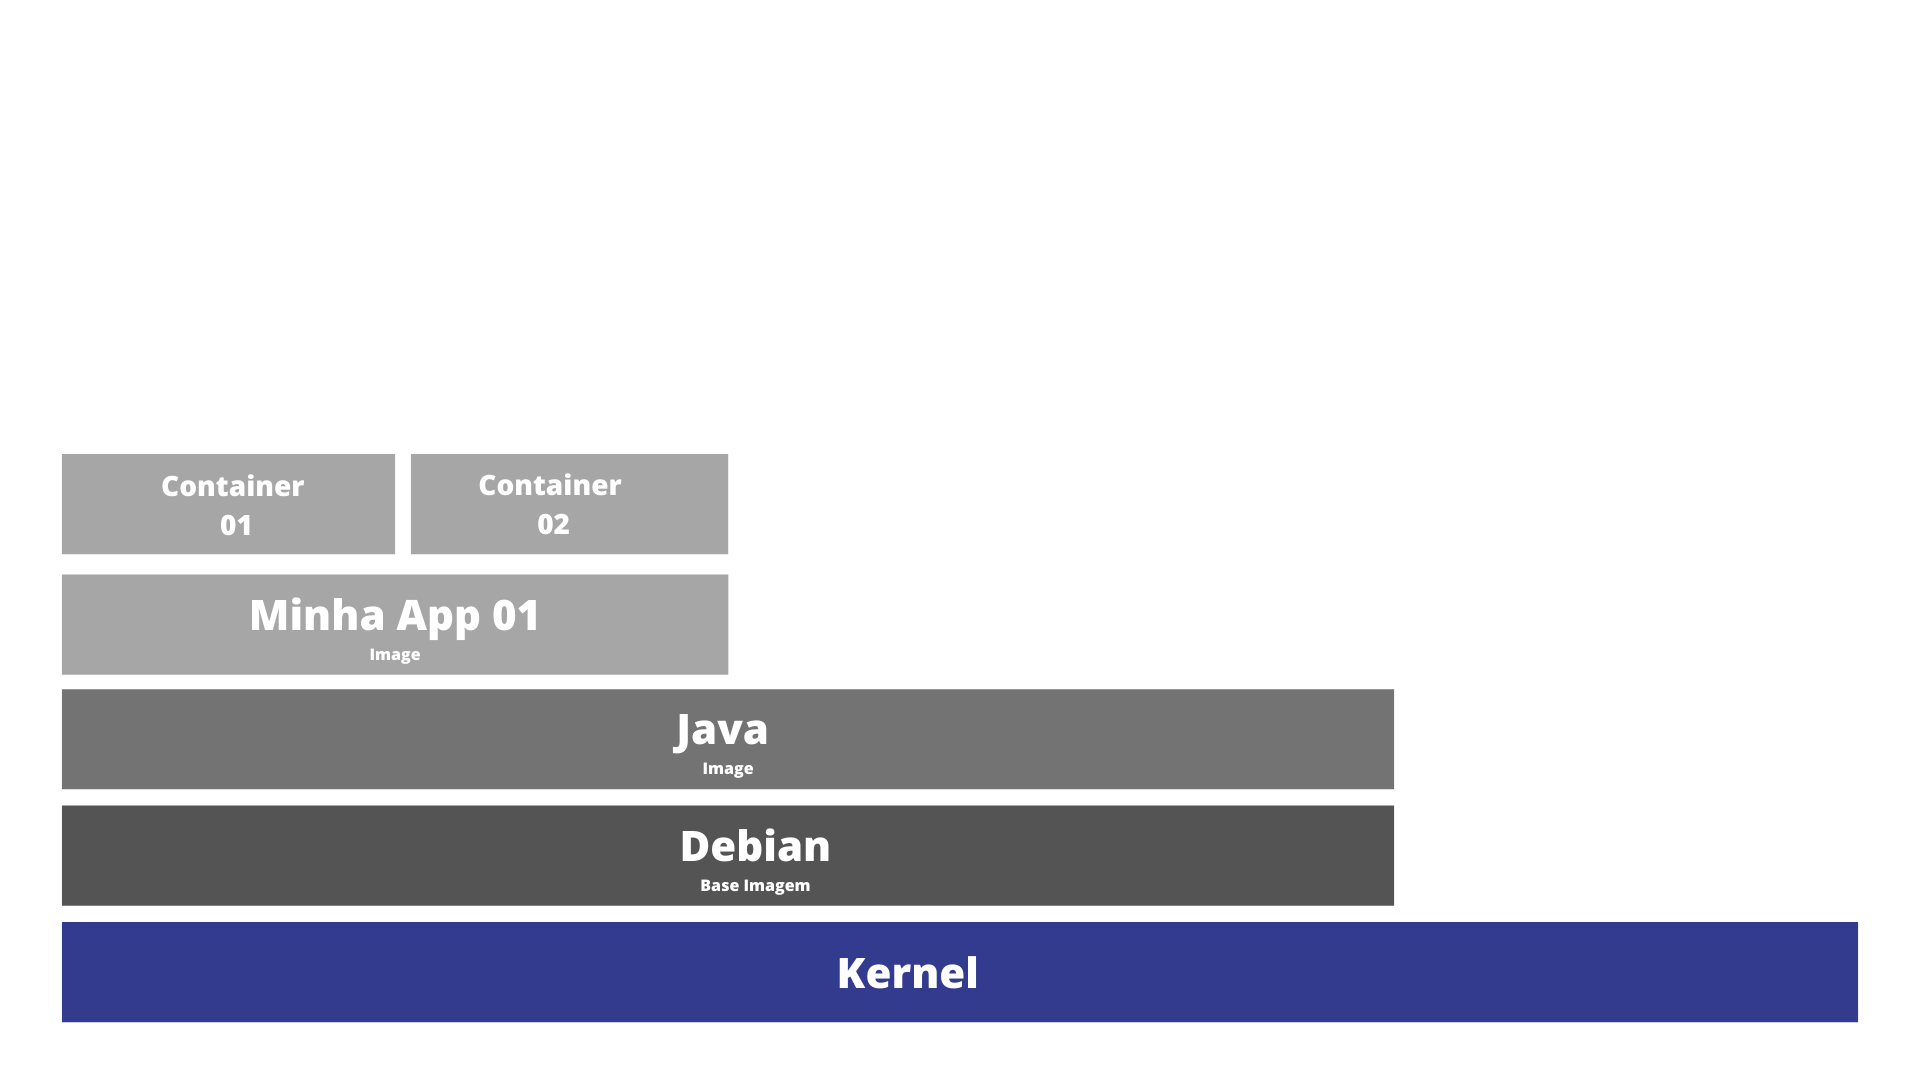 Container
01
Container
02
Minha App 01
Image
Java
Image
Debian
Base Imagem
Kernel